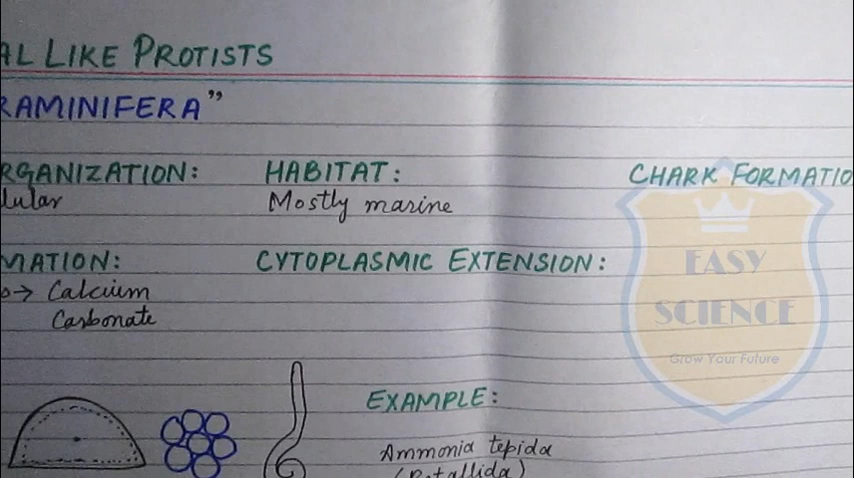 AL LIKE PROTISTS
RAMINIFERA”
RGANIZATION:
lular
HABITAT:
Mostly marine
CHARK FORMATIO
MATION:
→ Calcium
Carbonate
CYTOPLASMIC EXTENSION:
EASY
SCIENCE
Grow Your Future
EXAMPLE:
Ammonia tepida
(Rotallida)